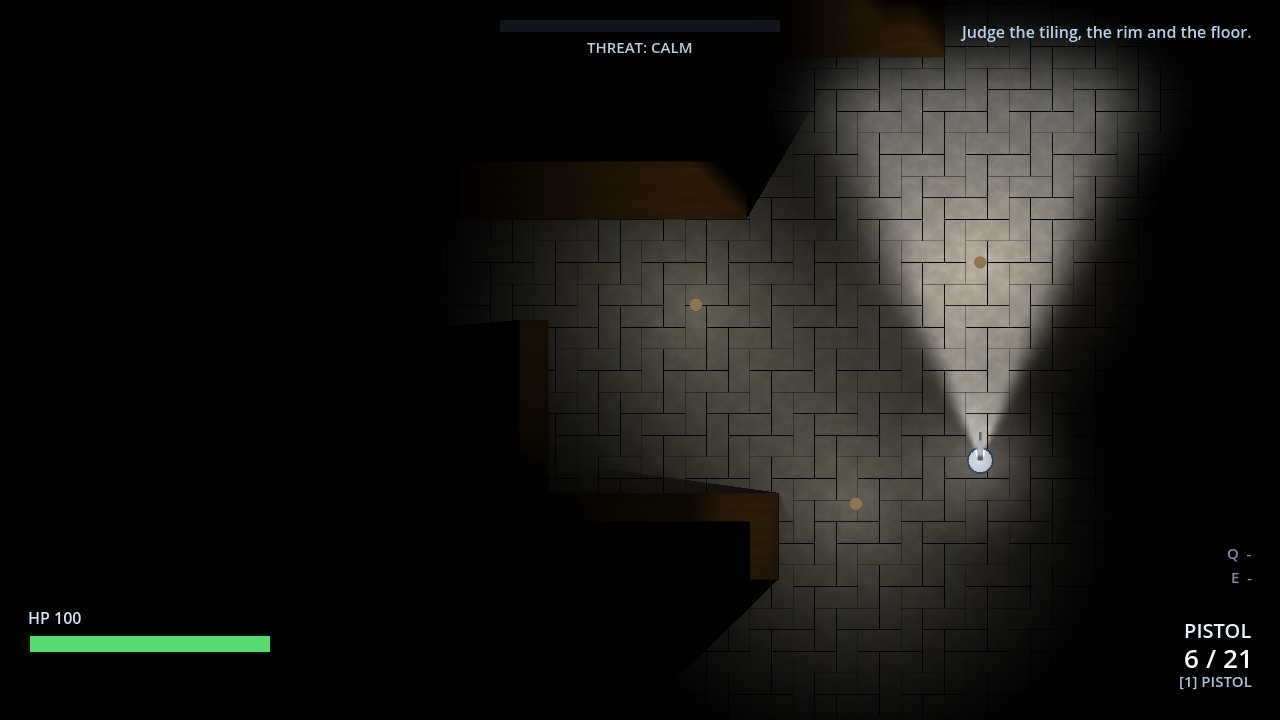 Judge the tiling, the rim and the floor.
THREAT: CALM
Q -
E -
HP 100
PISTOL
6 / 21
[1] PISTOL